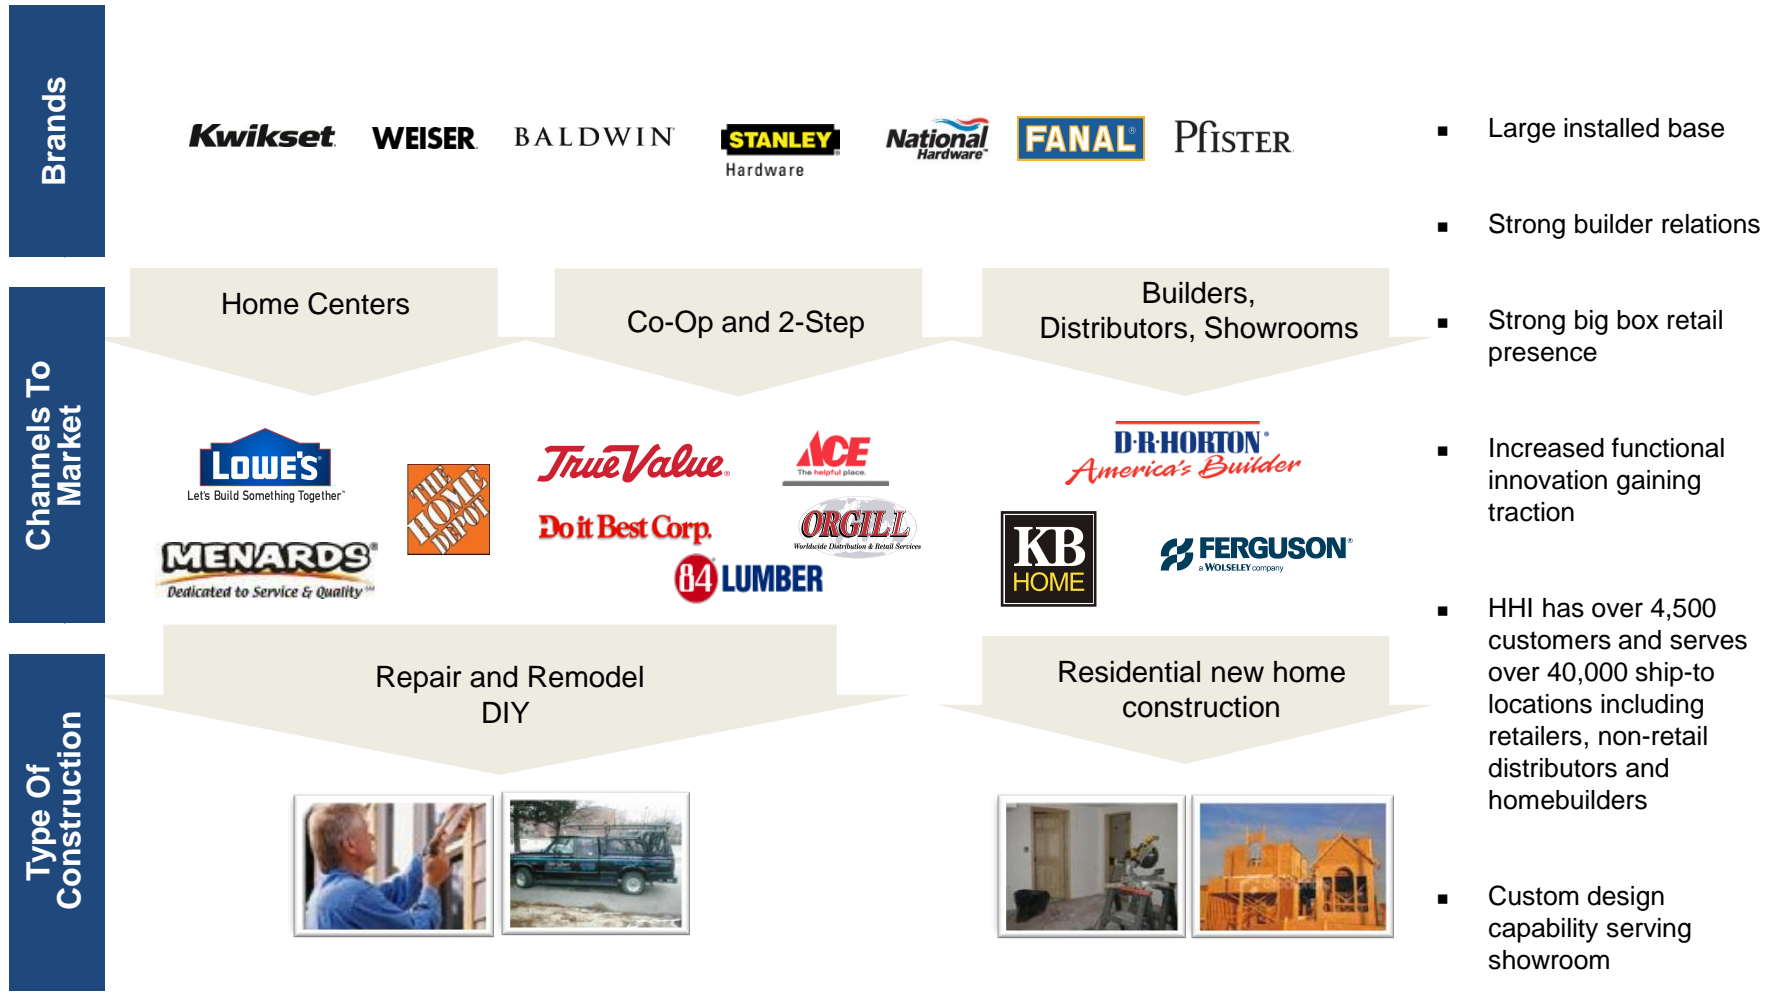 Brands
Kwikset
WEISER
BALDWIN
STANLEY
Hardware
National
Hardware™
FANAL®
Pfister
Home Centers
Co-Op and 2-Step
Builders,
Distributors, Showrooms
Channels To
Market
LOWE'S
Let's Build Something Together™
THE
HOME
DEPOT
MENARDS®
Dedicated to Service & Quality℠
True Value®
ACE
The helpful place.
Do it Best Corp.
ORGILL
Worldwide Distribution & Retail Services
84 LUMBER
D·R·HORTON®
America's Builder
KB
HOME
FERGUSON®
a WOLSELEY company
Repair and Remodel
DIY
Residential new home
construction
Type Of
Construction
▪ Large installed base
▪ Strong builder relations
▪ Strong big box retail
presence
▪ Increased functional
innovation gaining
traction
▪ HHI has over 4,500
customers and serves
over 40,000 ship-to
locations including
retailers, non-retail
distributors and
homebuilders
▪ Custom design
capability serving
showroom